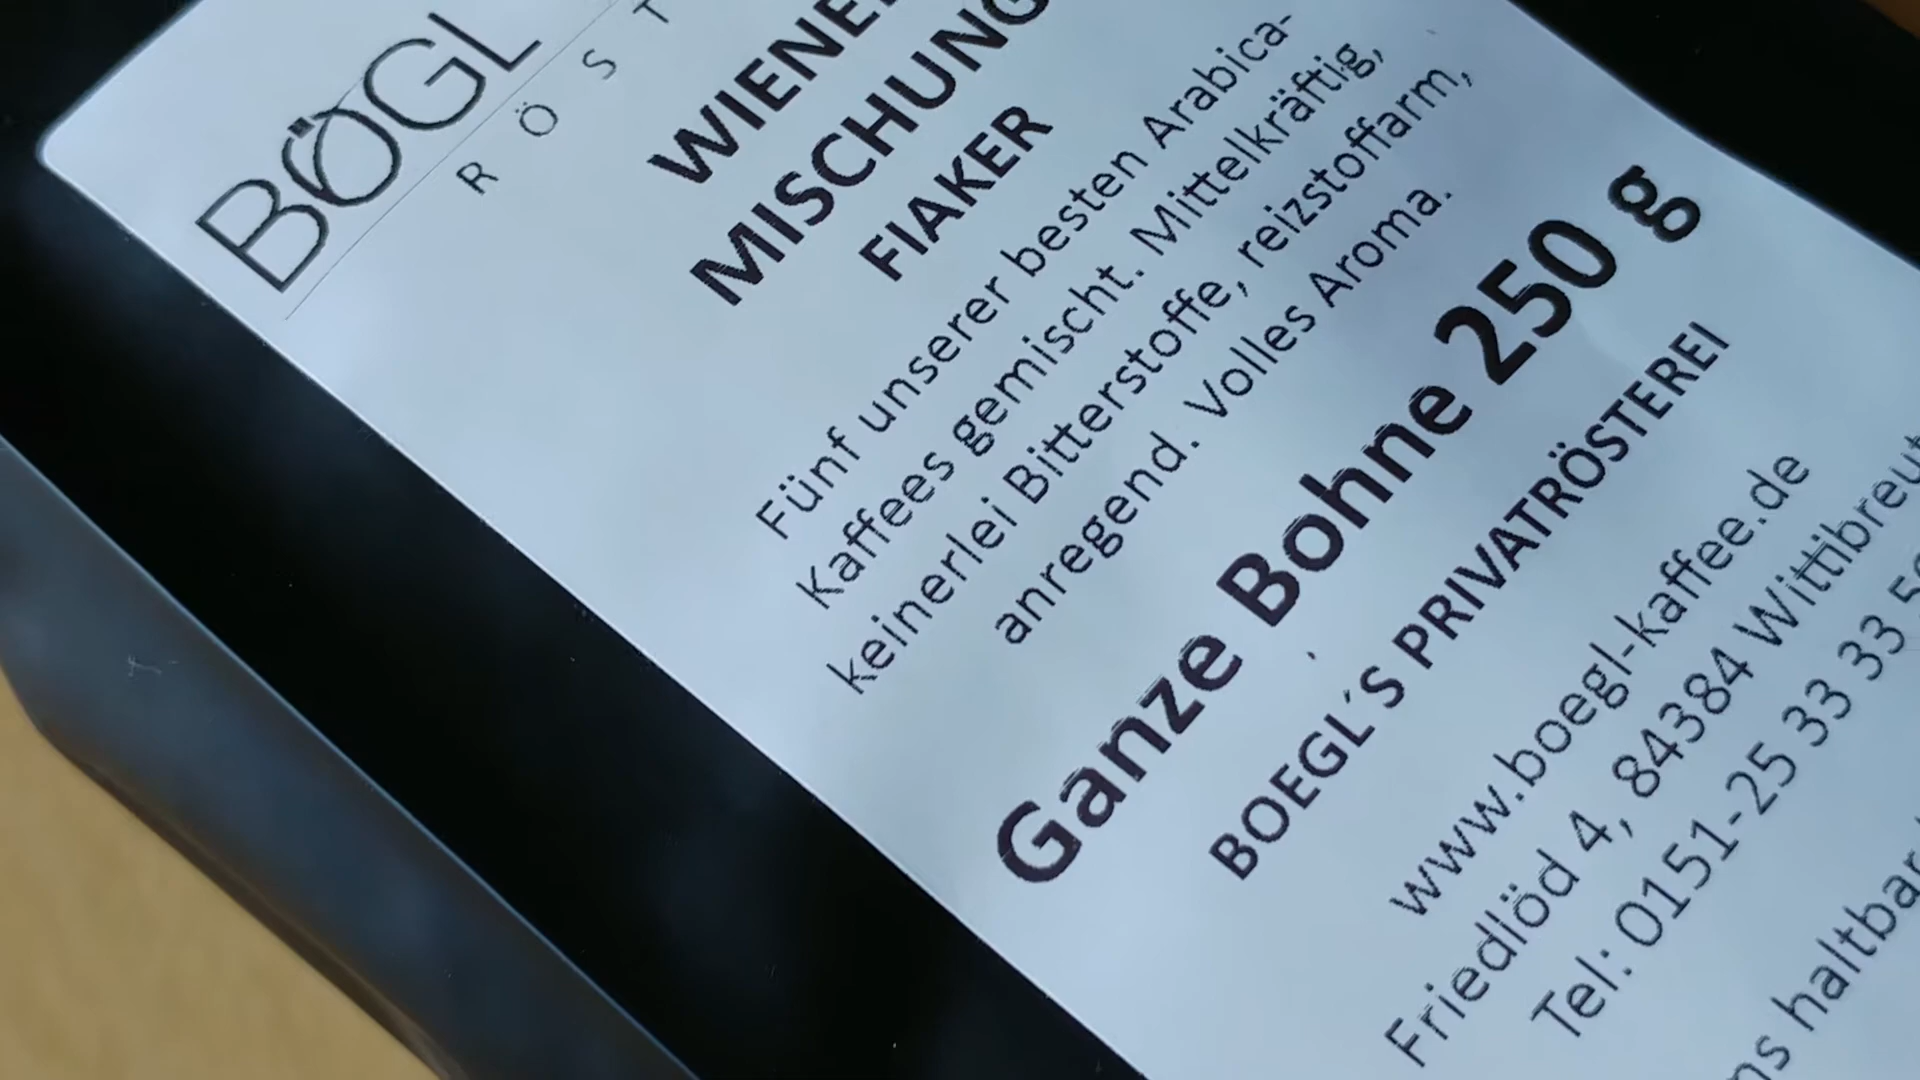 BÖGL
RÖST
WIENER
MISCHUNG
FIAKER
Fünf unserer besten Arabica-
Kaffees gemischt. Mittelkräftig,
keinerlei Bitterstoffe, reizstoffarm,
anregend. Volles Aroma.
Ganze Bohne 250 g
BOEGL´S PRIVATRÖSTEREI
www.boegl-kaffee.de
Friedlöd 4, 84384 Wittibreut
Tel: 0151-25 33 33
haltbar